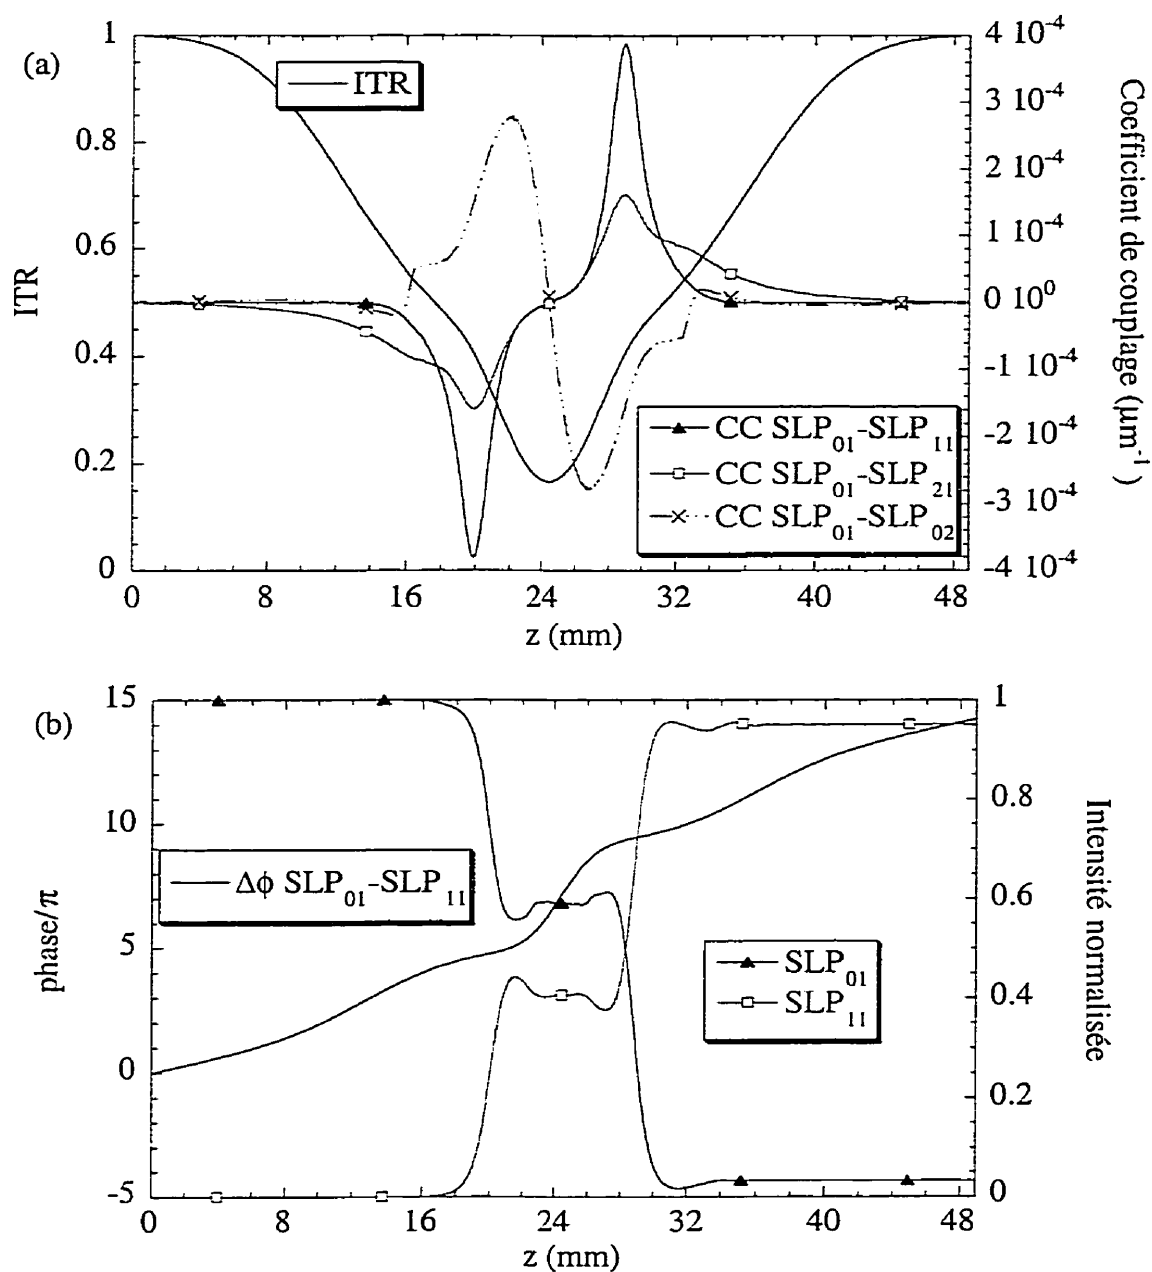 (a)
ITR
1
0.8
0.6
0.4
0.2
0
ITR
4 10⁻⁴
3 10⁻⁴
2 10⁻⁴
1 10⁻⁴
0 10⁰
-1 10⁻⁴
-2 10⁻⁴
-3 10⁻⁴
-4 10⁻⁴
Coefficient de couplage (μm⁻¹)
CC SLP₀₁-SLP₁₁
CC SLP₀₁-SLP₂₁
CC SLP₀₁-SLP₀₂
0 8 16 24 32 40 48
z (mm)
(b)
phase/π
15
10
5
0
-5
Δϕ SLP₀₁-SLP₁₁
SLP₀₁
SLP₁₁
1
0.8
0.6
0.4
0.2
0
Intensité normalisée
0 8 16 24 32 40 48
z (mm)